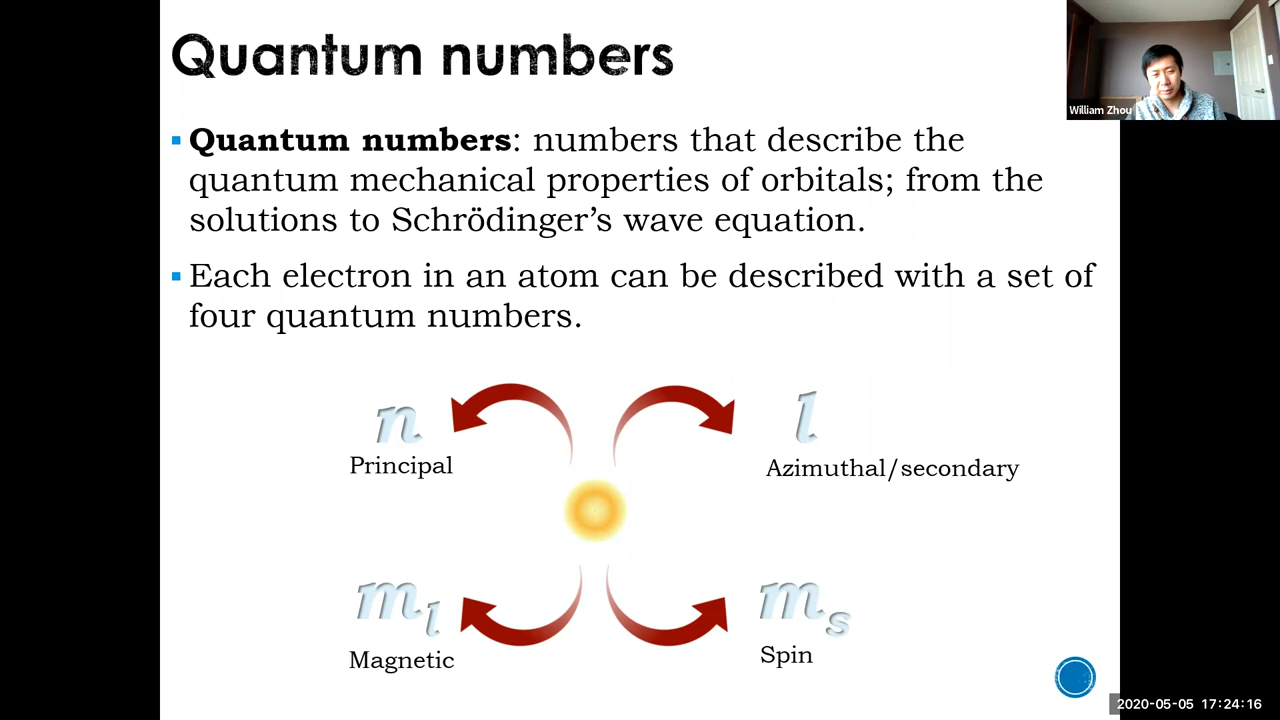 Quantum numbers
William Zhou
▪ Quantum numbers: numbers that describe the
quantum mechanical properties of orbitals; from the
solutions to Schrödinger’s wave equation.
▪ Each electron in an atom can be described with a set of
four quantum numbers.
n
Principal
l
Azimuthal/secondary
m_l
Magnetic
m_s
Spin
2020-05-05 17:24:16